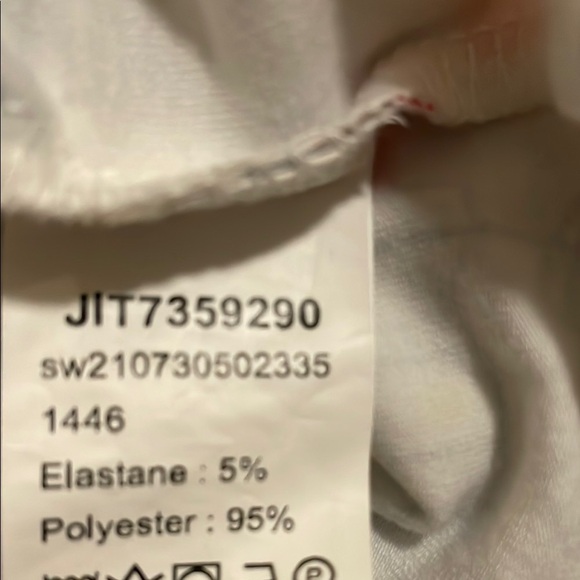 JIT7359290
sw210730502335
1446
Elastane : 5%
Polyester : 95%
P